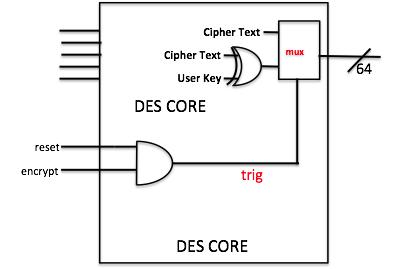 Cipher Text
mux
Cipher Text
User Key
64
DES CORE
reset
encrypt
trig
DES CORE